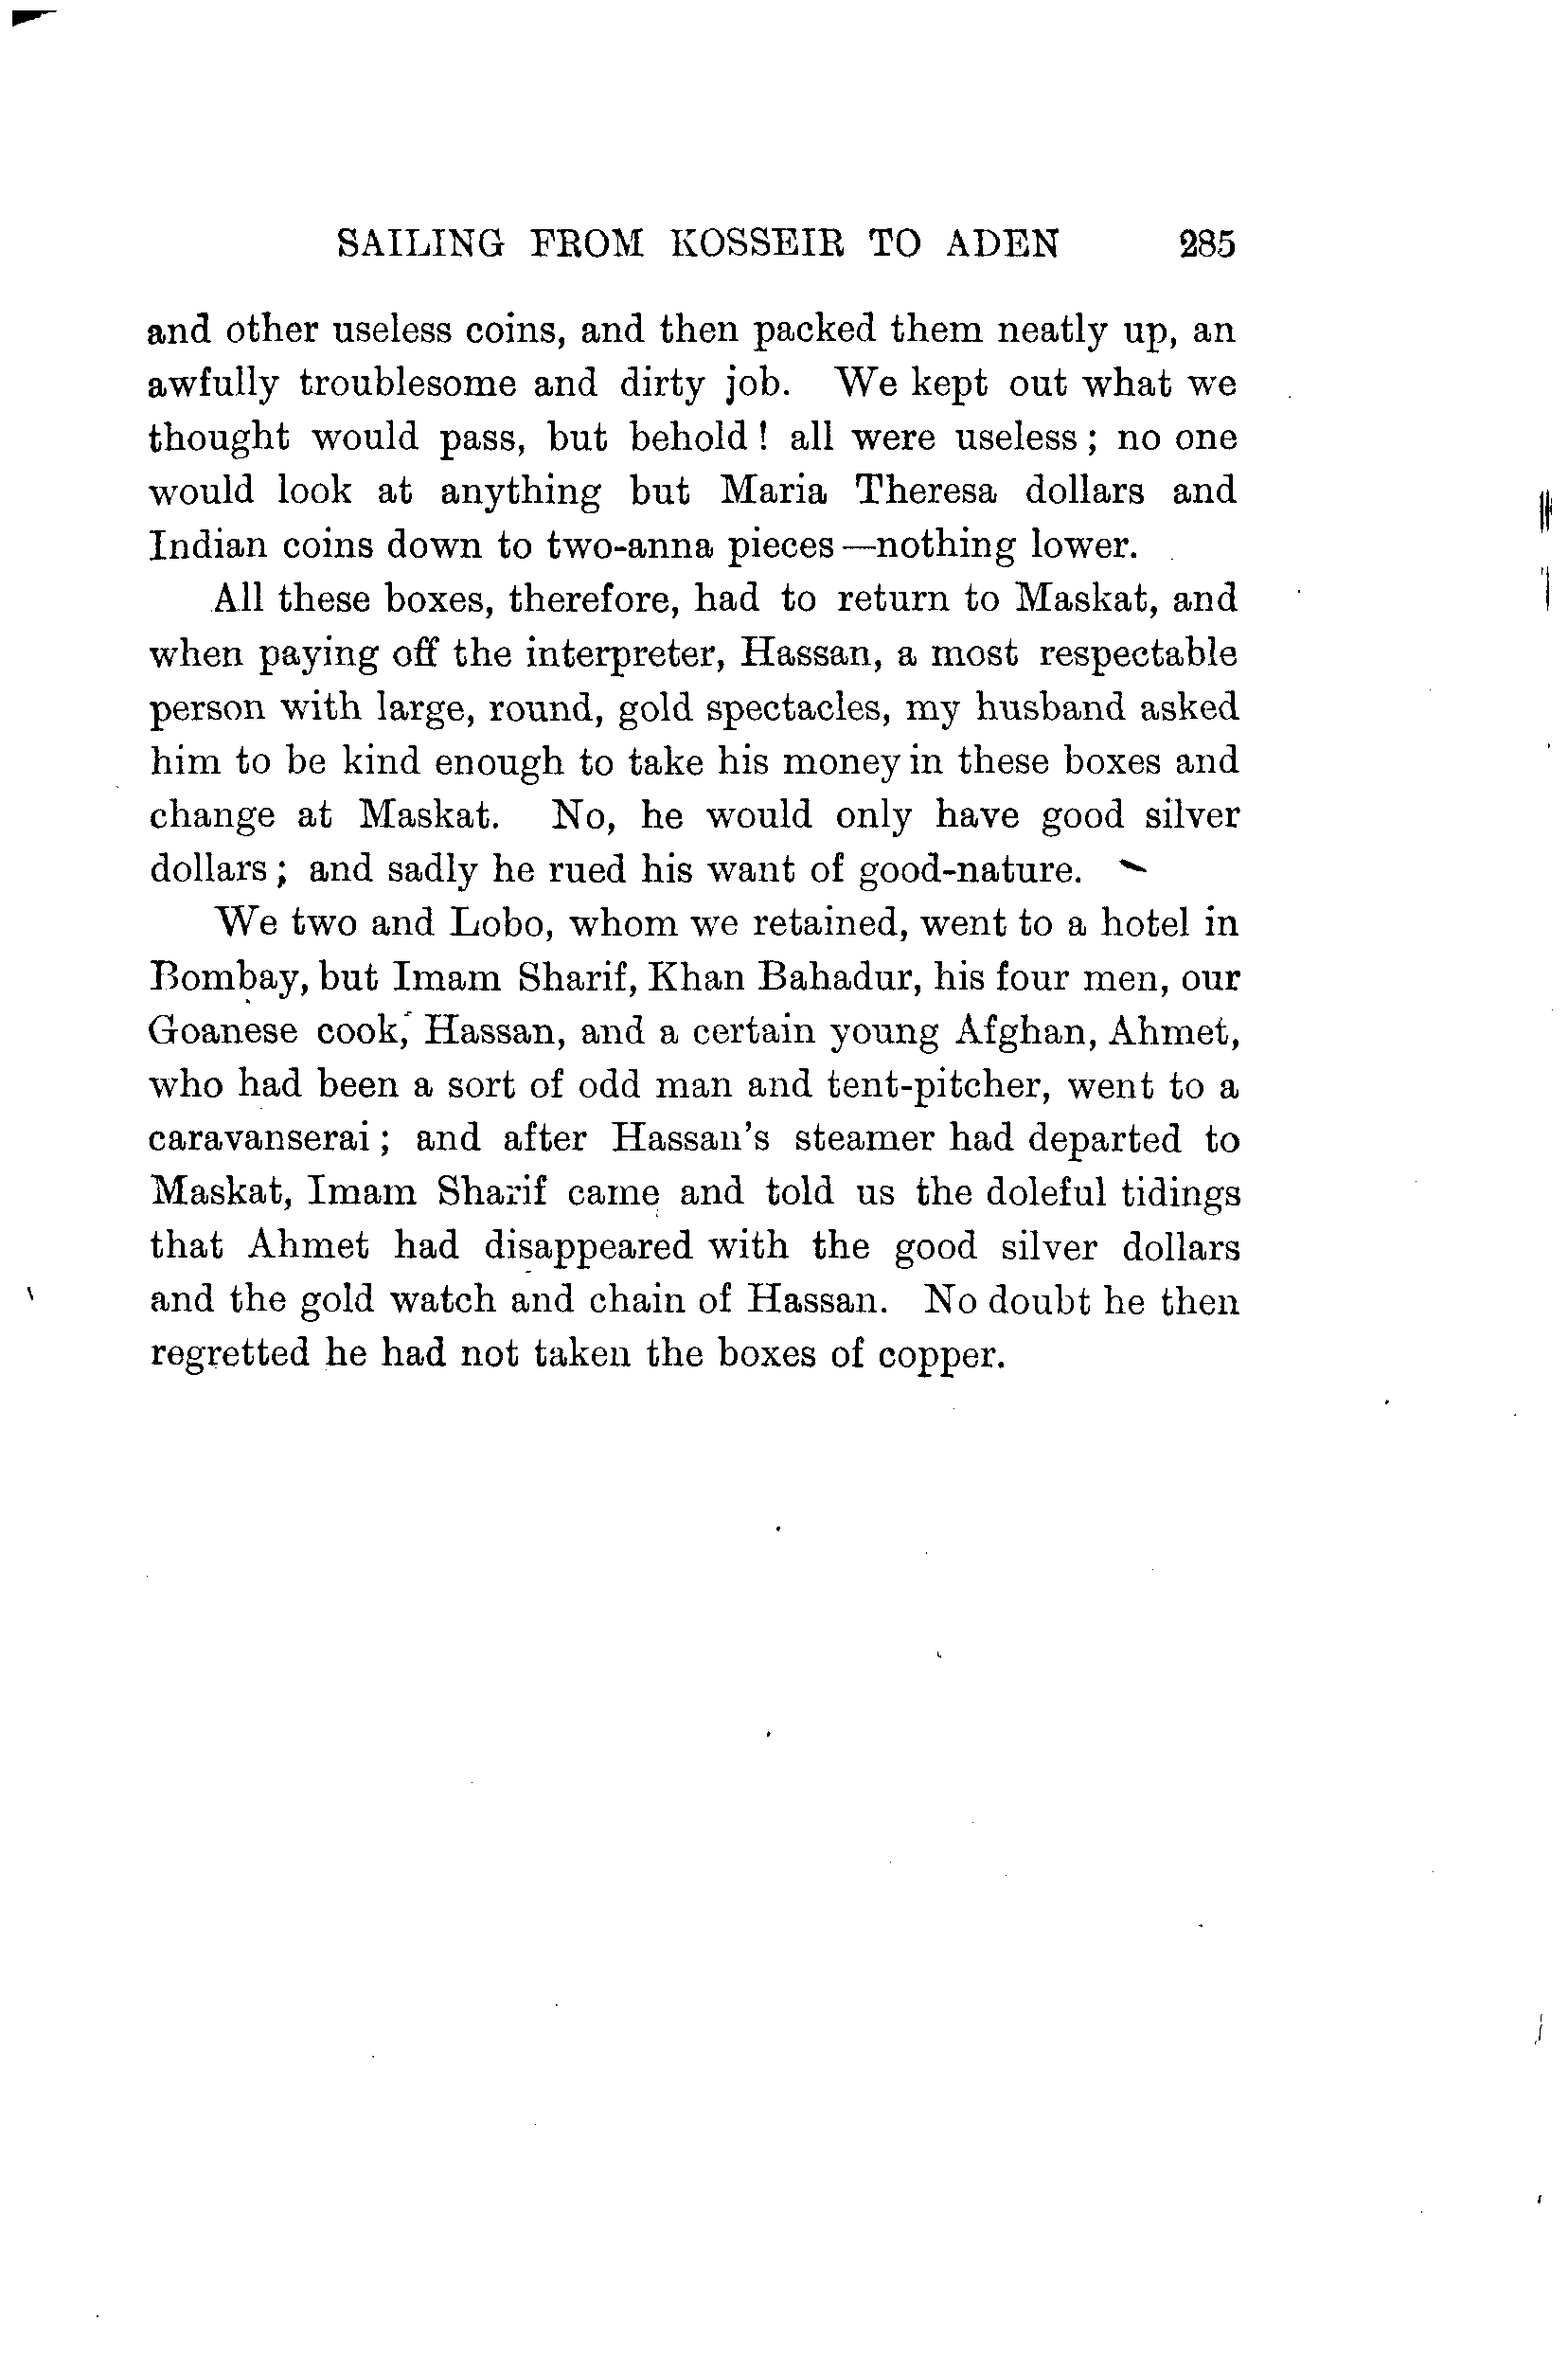 SAILING FROM KOSSEIR TO ADEN 285
and other useless coins, and then packed them neatly up, an
awfully troublesome and dirty job. We kept out what we
thought would pass, but behold ! all were useless ; no one
would look at anything but Maria Theresa dollars and
Indian coins down to two-anna pieces—nothing lower.
All these boxes, therefore, had to return to Maskat, and
when paying off the interpreter, Hassan, a most respectable
person with large, round, gold spectacles, my husband asked
him to be kind enough to take his money in these boxes and
change at Maskat. No, he would only have good silver
dollars ; and sadly he rued his want of good-nature.
We two and Lobo, whom we retained, went to a hotel in
Bombay, but Imam Sharif, Khan Bahadur, his four men, our
Goanese cook, Hassan, and a certain young Afghan, Ahmet,
who had been a sort of odd man and tent-pitcher, went to a
caravanserai ; and after Hassan's steamer had departed to
Maskat, Imam Sharif came and told us the doleful tidings
that Ahmet had disappeared with the good silver dollars
and the gold watch and chain of Hassan. No doubt he then
regretted he had not taken the boxes of copper.